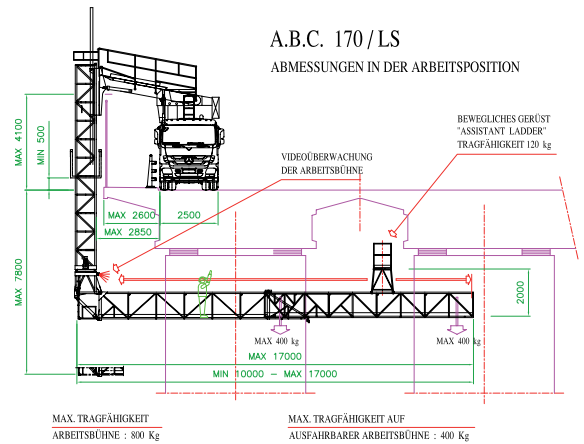 A.B.C. 170 / LS
ABMESSUNGEN IN DER ARBEITSPOSITION
BEWEGLICHES GERÜST
"ASSISTANT LADDER"
TRAGFÄHIGKEIT 120 kg
VIDEOÜBERWACHUNG
DER ARBEITSBÜHNE
MAX 4100
MIN 500
MAX 2600
2500
MAX 2850
MAX 7800
2000
MAX 400 kg
MAX 400 kg
MAX 17000
MIN 10000 – MAX 17000
MAX. TRAGFÄHIGKEIT
ARBEITSBÜHNE : 800 Kg
MAX. TRAGFÄHIGKEIT AUF
AUSFAHRBARER ARBEITSBÜHNE : 400 Kg